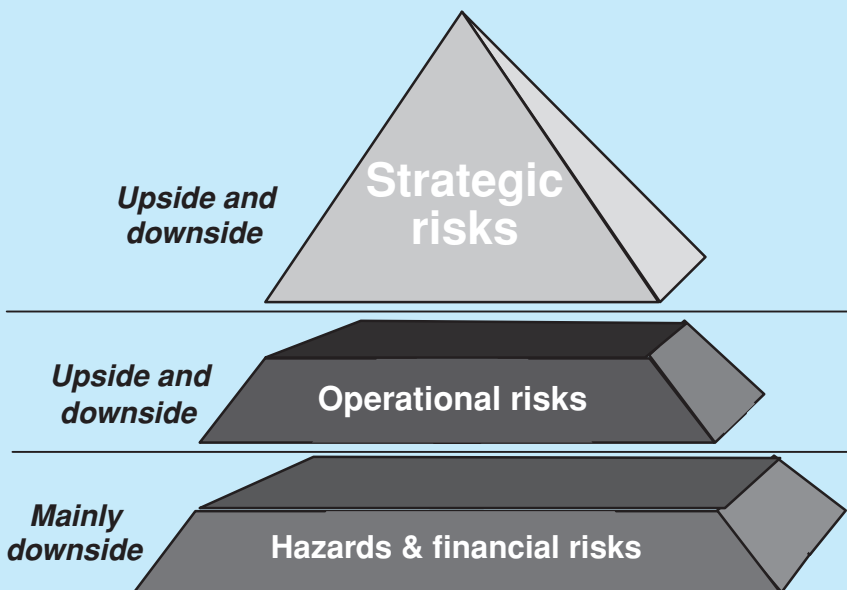 Upside and
downside
Strategic
risks
Upside and
downside
Operational risks
Mainly
downside
Hazards & financial risks